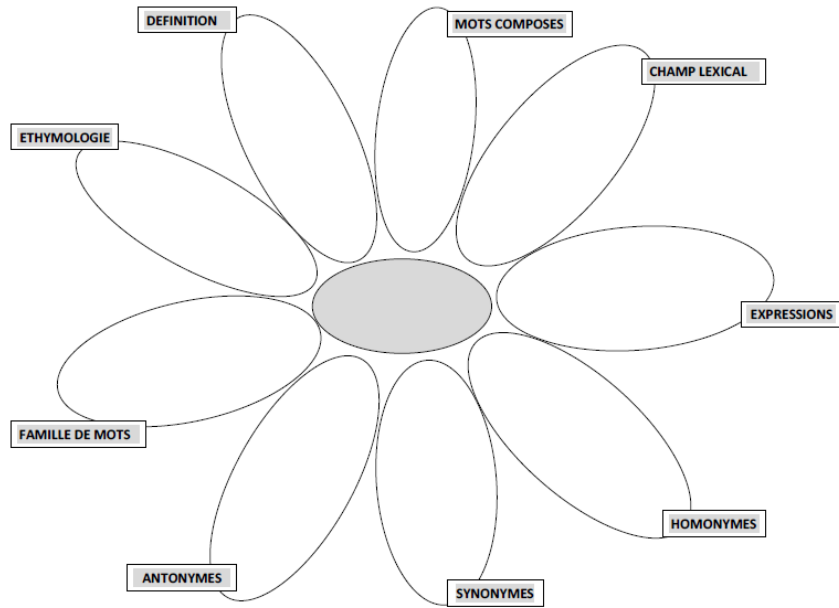 DEFINITION
MOTS COMPOSES
CHAMP LEXICAL
ETHYMOLOGIE
EXPRESSIONS
FAMILLE DE MOTS
HOMONYMES
ANTONYMES
SYNONYMES